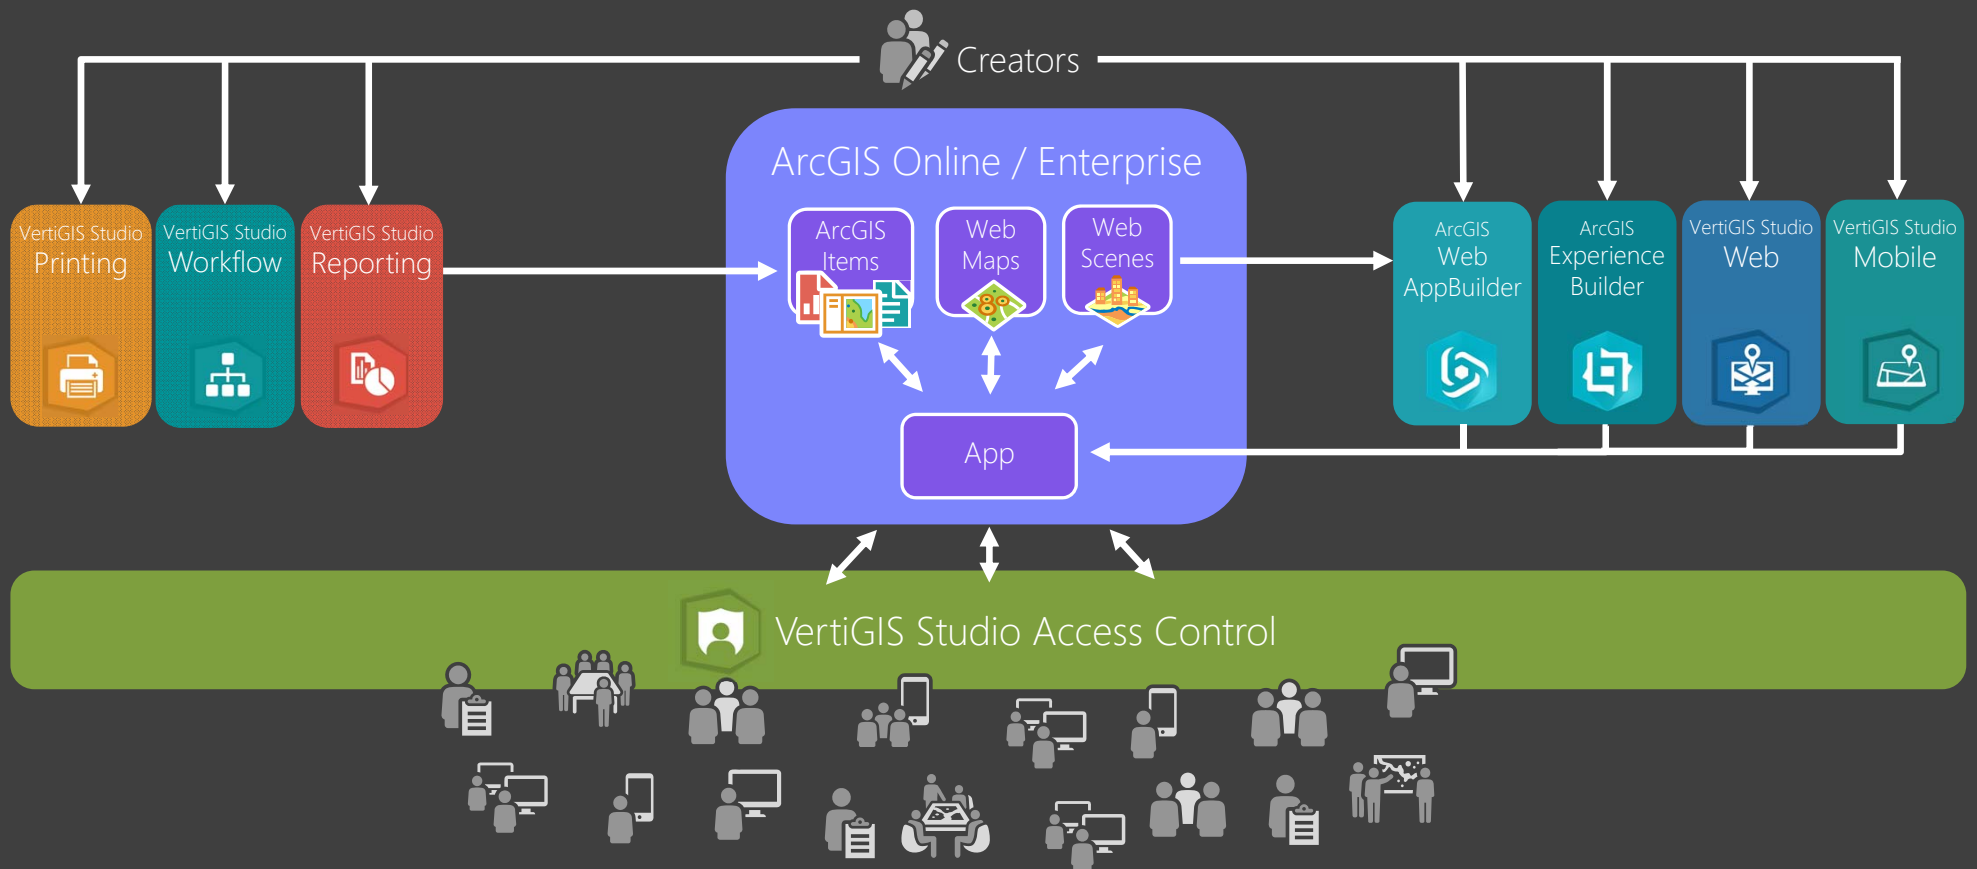 Creators
ArcGIS Online / Enterprise
VertiGIS Studio
Printing
VertiGIS Studio
Workflow
VertiGIS Studio
Reporting
ArcGIS
Items
Web
Maps
Web
Scenes
ArcGIS
Web
AppBuilder
ArcGIS
Experience
Builder
VertiGIS Studio
Web
VertiGIS Studio
Mobile
App
VertiGIS Studio Access Control